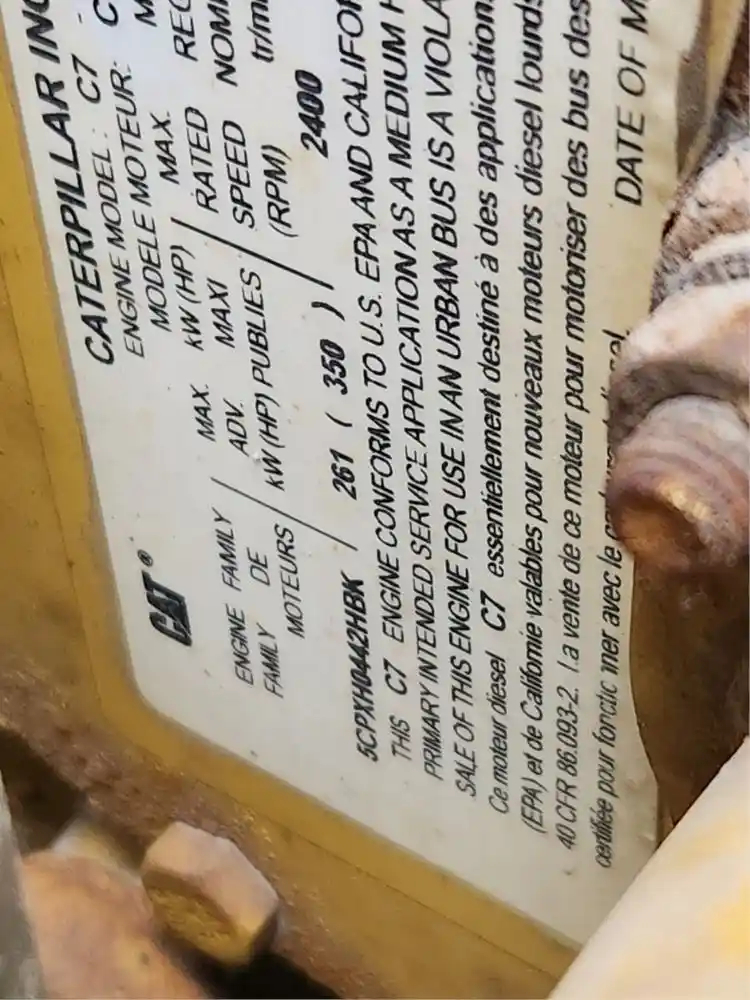 CATERPILLAR INC
CAT®
ENGINE MODEL: C7
MODELE MOTEUR: C
ENGINE FAMILY
FAMILY DE
MOTEURS
MAX.
ADV.
kW (HP)
kW (HP)
MAXI
PUBLIES
MAX.
RATED
SPEED
(RPM)
REC
NOMI
tr/mi
5CPXH0442HBK / 261 ( 350 ) / 2400
THIS C7 ENGINE CONFORMS TO U.S. EPA AND CALIFOR
PRIMARY INTENDED SERVICE APPLICATION AS A MEDIUM H
SALE OF THIS ENGINE FOR USE IN AN URBAN BUS IS A VIOLA
Ce moteur diesel C7 essentiellement destiné à des applications
(EPA) et de Californie valables pour nouveaux moteurs diesel lourds
40 CFR 86.093-2. La vente de ce moteur pour motoriser des bus des
certifiée pour fonctionner avec le
DATE OF M